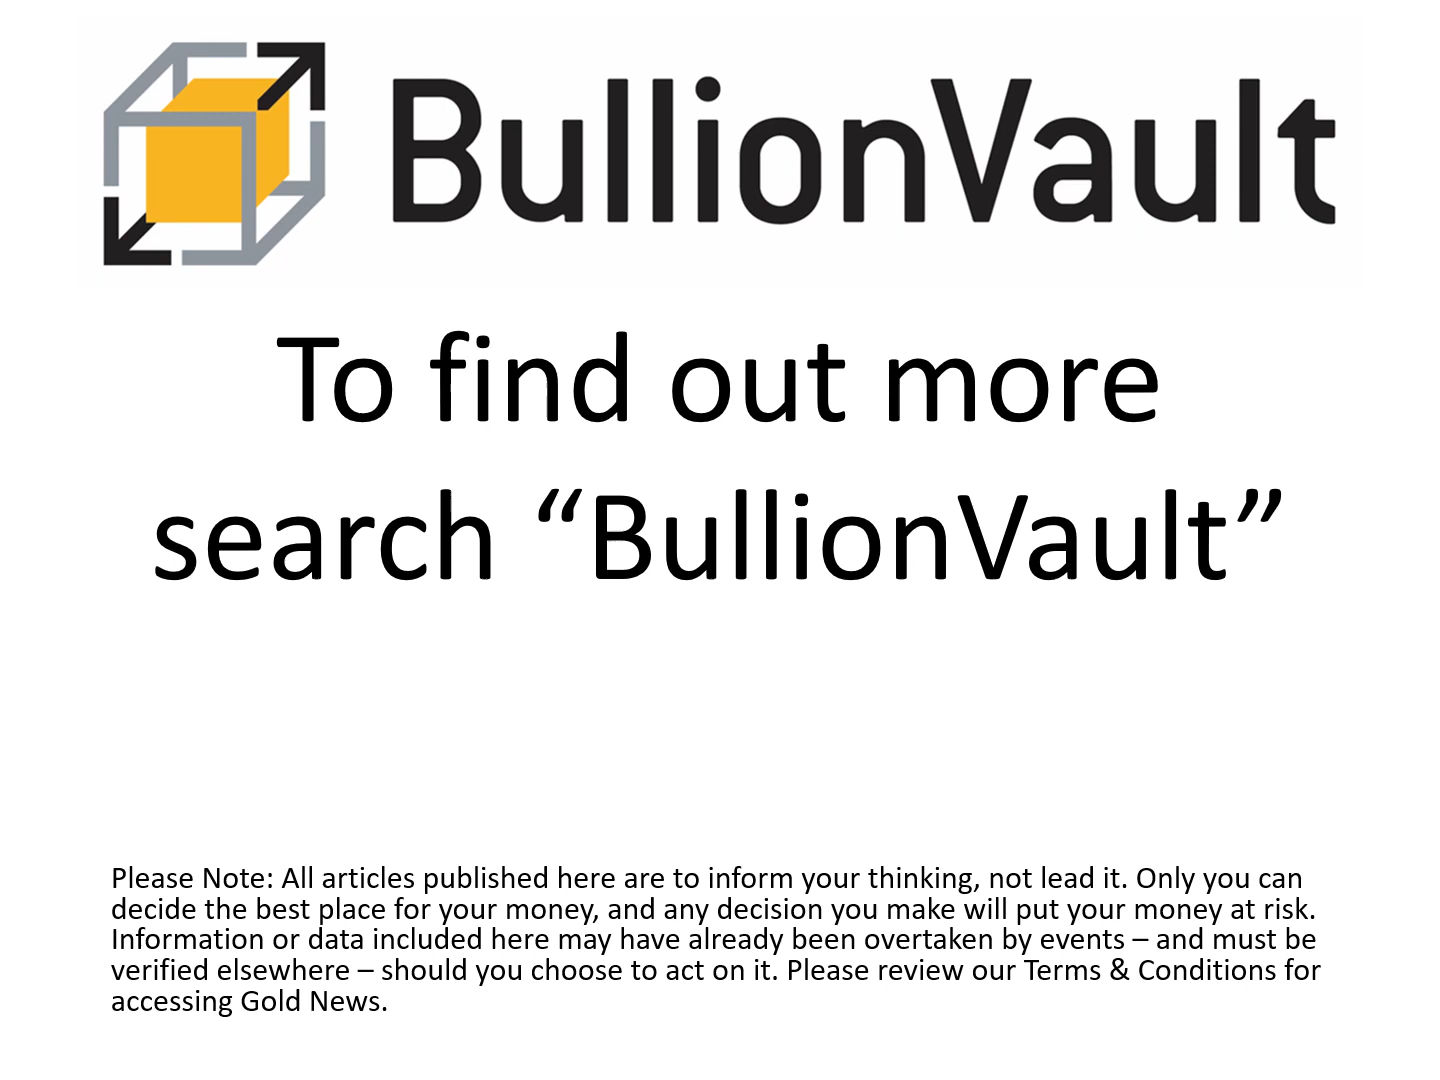 BullionVault
To find out more
search “BullionVault”
Please Note: All articles published here are to inform your thinking, not lead it. Only you can
decide the best place for your money, and any decision you make will put your money at risk.
Information or data included here may have already been overtaken by events – and must be
verified elsewhere – should you choose to act on it. Please review our Terms & Conditions for
accessing Gold News.